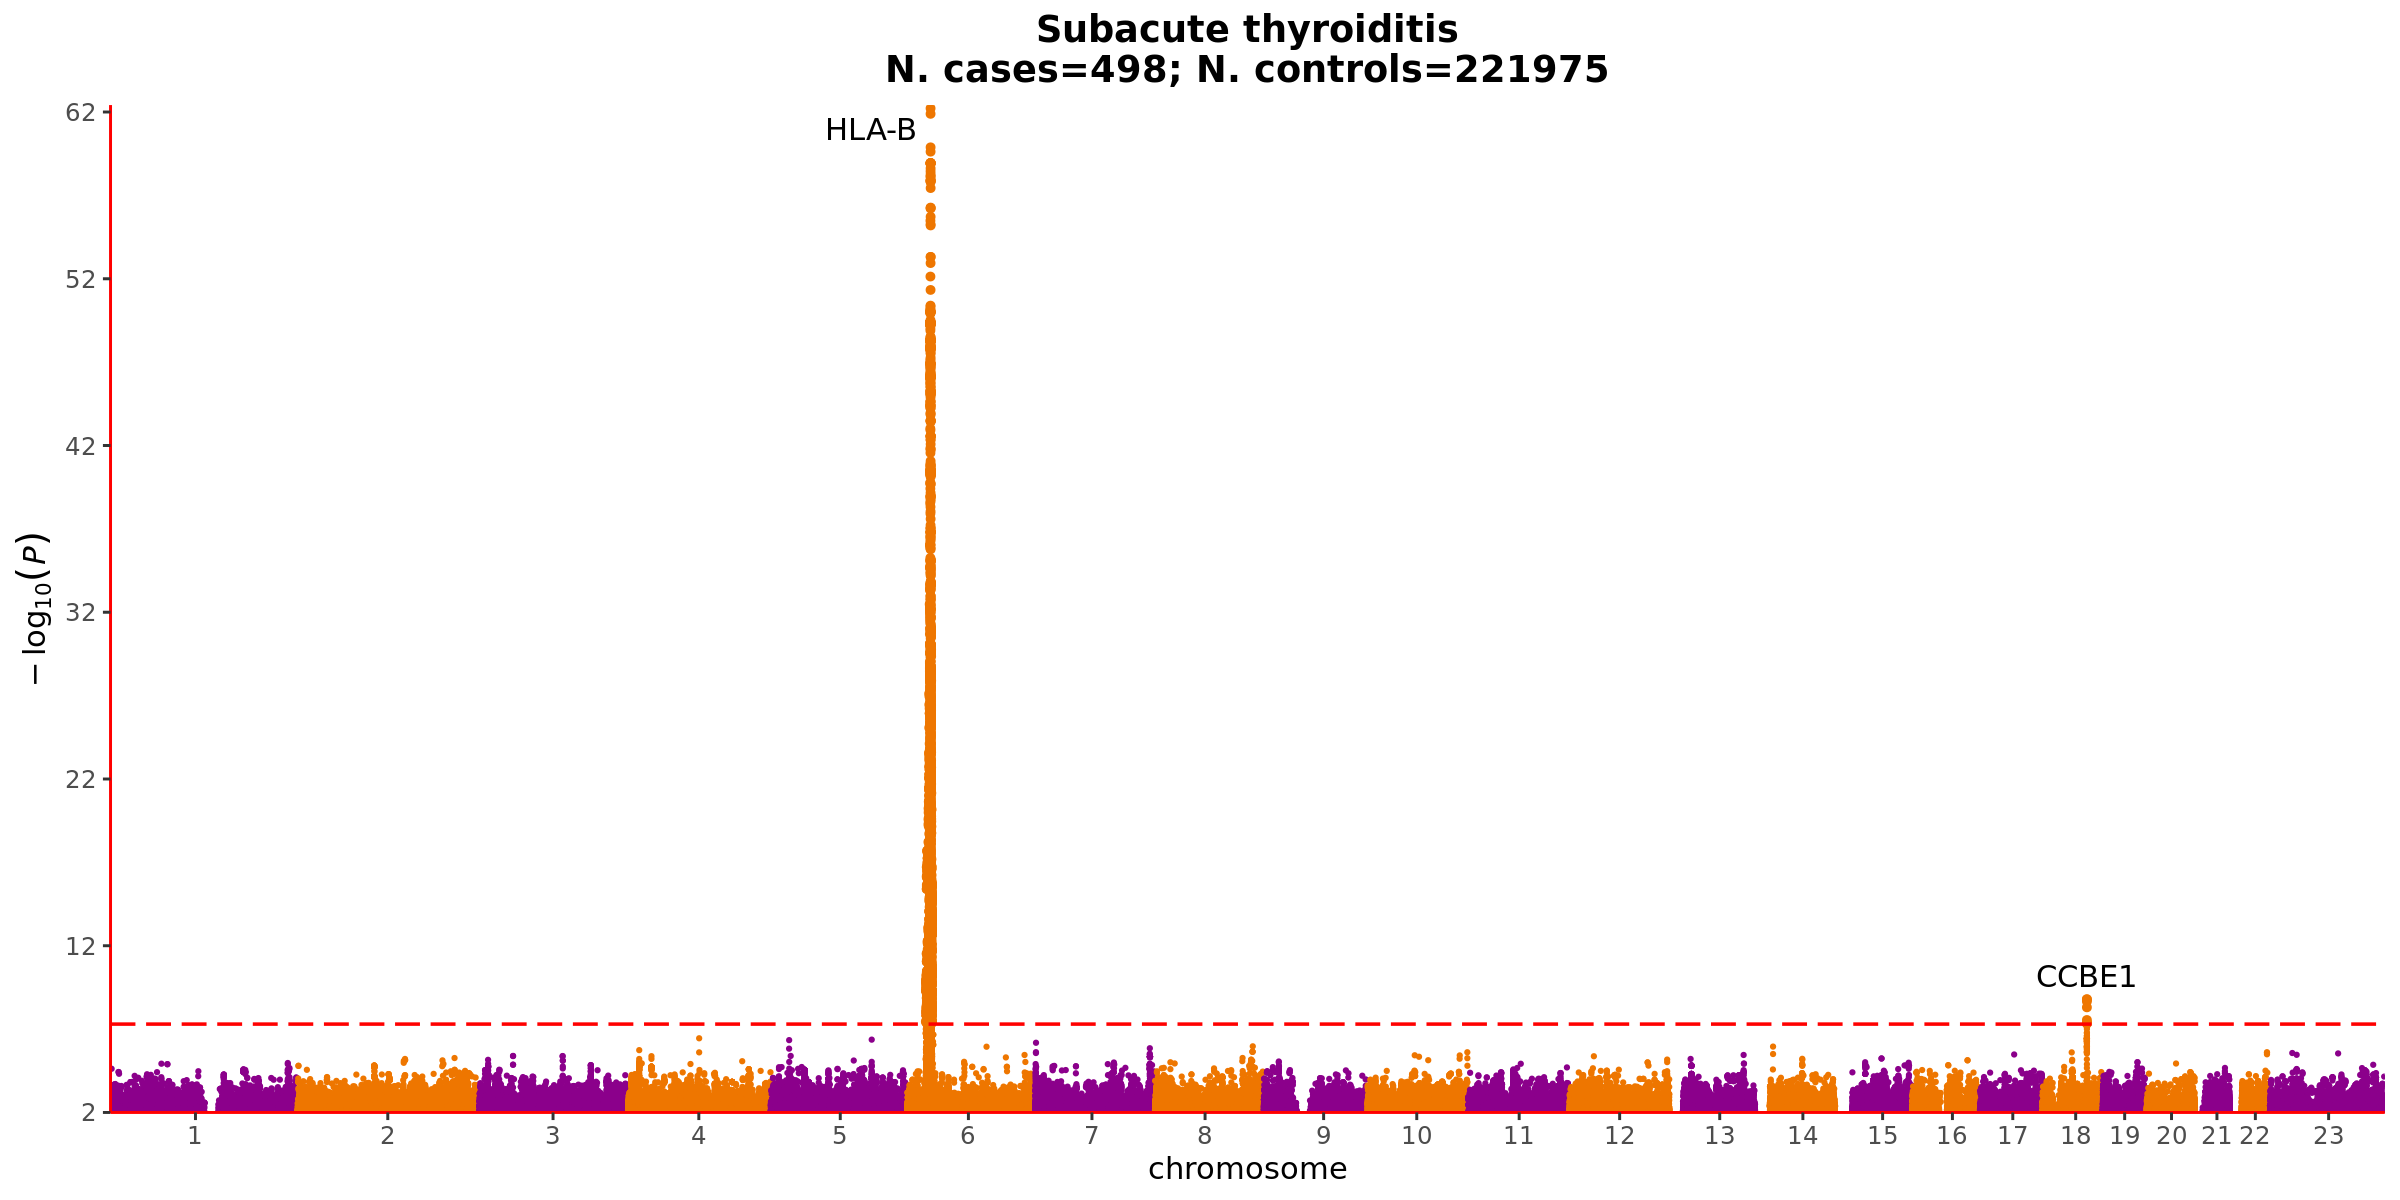 Subacute thyroiditis
N. cases=498; N. controls=221975
62
HLA-B
52
42
32
22
12
2
− log₁₀(P)
CCBE1
1 2 3 4 5 6 7 8 9 10 11 12 13 14 15 16 17 18 19 20 21 22 23
chromosome